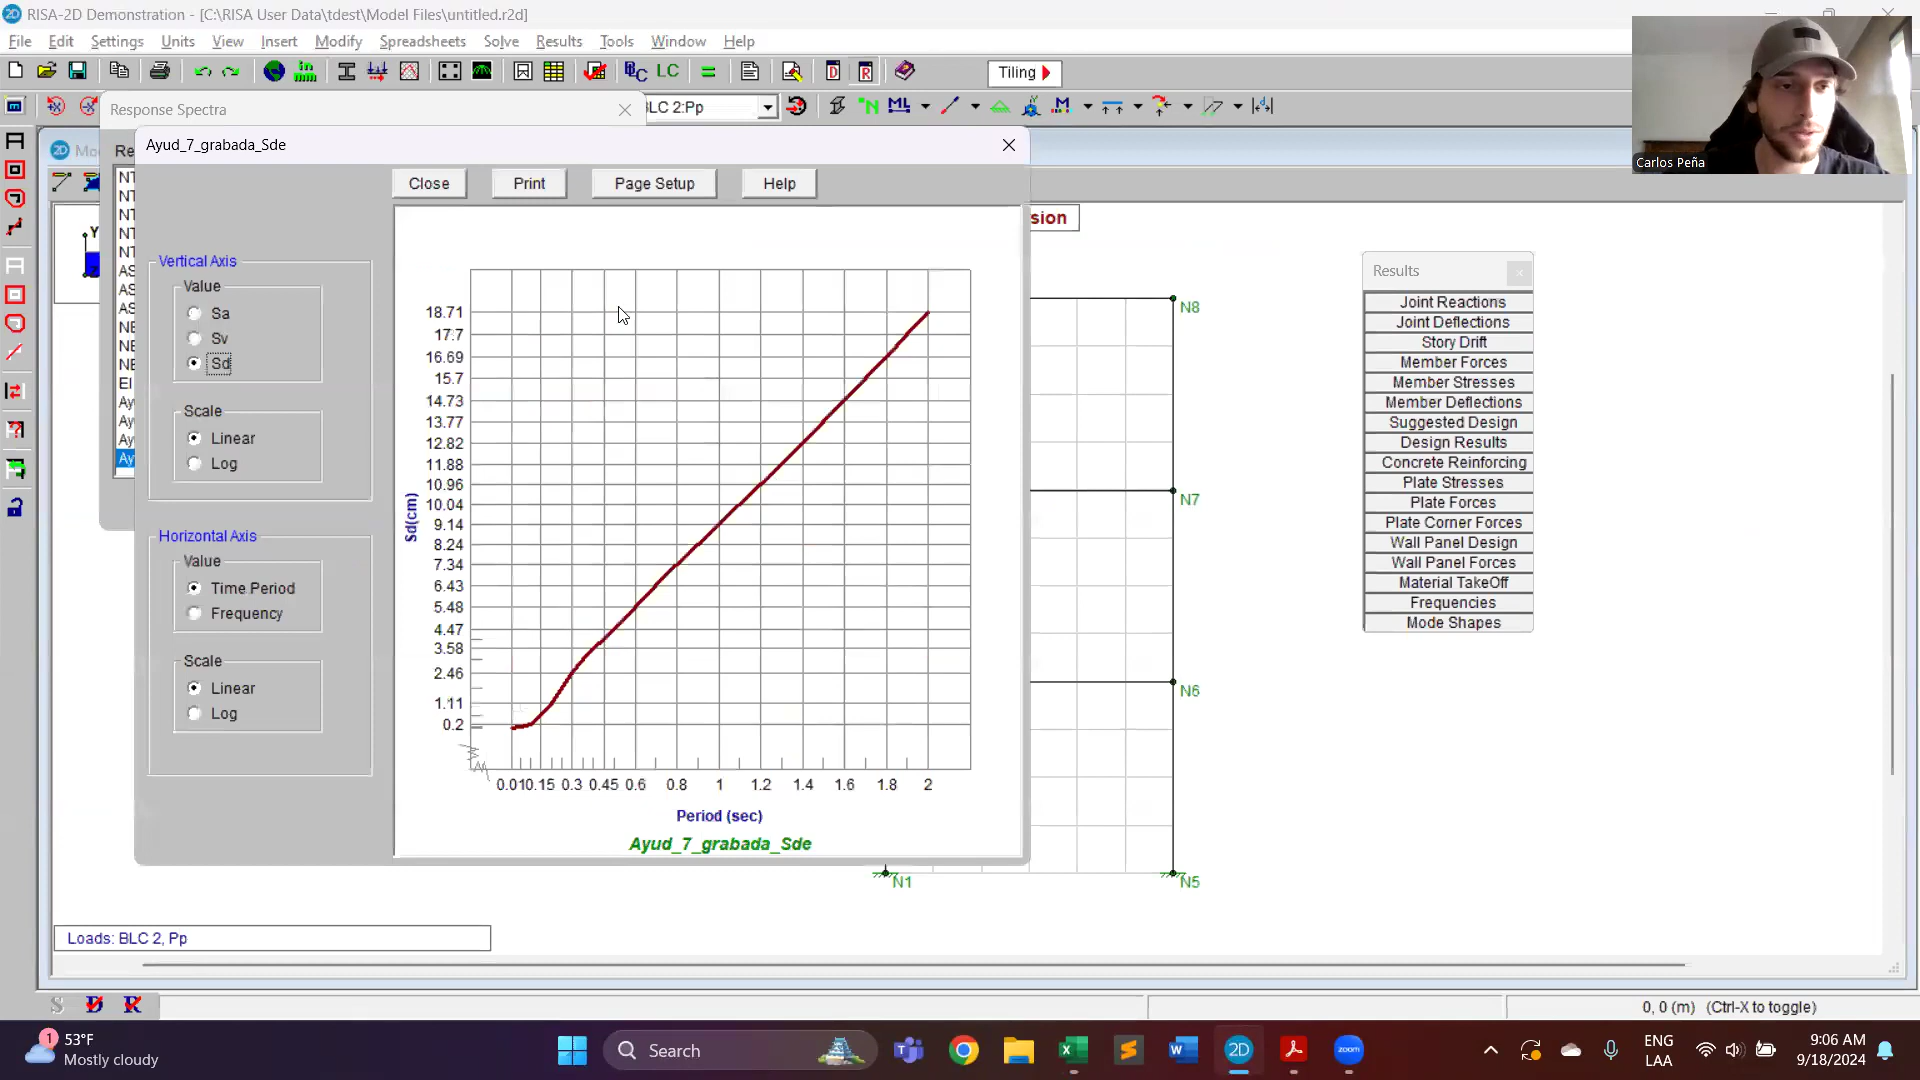 RISA-2D Demonstration - [C:\RISA User Data\tdest\Model Files\untitled.r2d]
File Edit Settings Units View Insert Modify Spreadsheets Solve Results Tools Window Help
LC
Tiling
Response Spectra
BLC 2:Pp
Carlos Peña
Ayud_7_grabada_Sde
Close Print Page Setup Help
sion
Vertical Axis
Value
Sa
Sv
Sd
Scale
Linear
Log
Horizontal Axis
Value
Time Period
Frequency
Scale
Linear
Log
Sd(cm)
18.71
17.7
16.69
15.7
14.73
13.77
12.82
11.88
10.96
10.04
9.14
8.24
7.34
6.43
5.48
4.47
3.58
2.46
1.11
0.2
0.01 0.15 0.3 0.45 0.6 0.8 1 1.2 1.4 1.6 1.8 2
Period (sec)
Ayud_7_grabada_Sde
N8
N7
N6
N1
N5
Results
Joint Reactions
Joint Deflections
Story Drift
Member Forces
Member Stresses
Member Deflections
Suggested Design
Design Results
Concrete Reinforcing
Plate Stresses
Plate Forces
Plate Corner Forces
Wall Panel Design
Wall Panel Forces
Material TakeOff
Frequencies
Mode Shapes
Loads: BLC 2, Pp
0, 0 (m) (Ctrl-X to toggle)
53°F
Mostly cloudy
Search
zoom
ENG
LAA
9:06 AM
9/18/2024